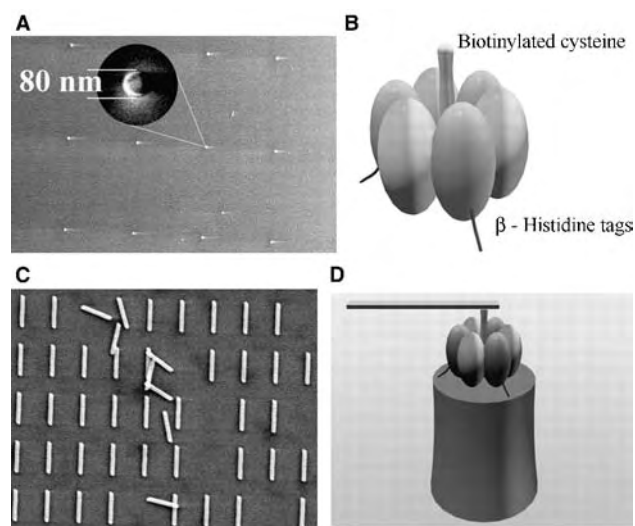 A
80 nm
B
Biotinylated cysteine
β - Histidine tags
C
D